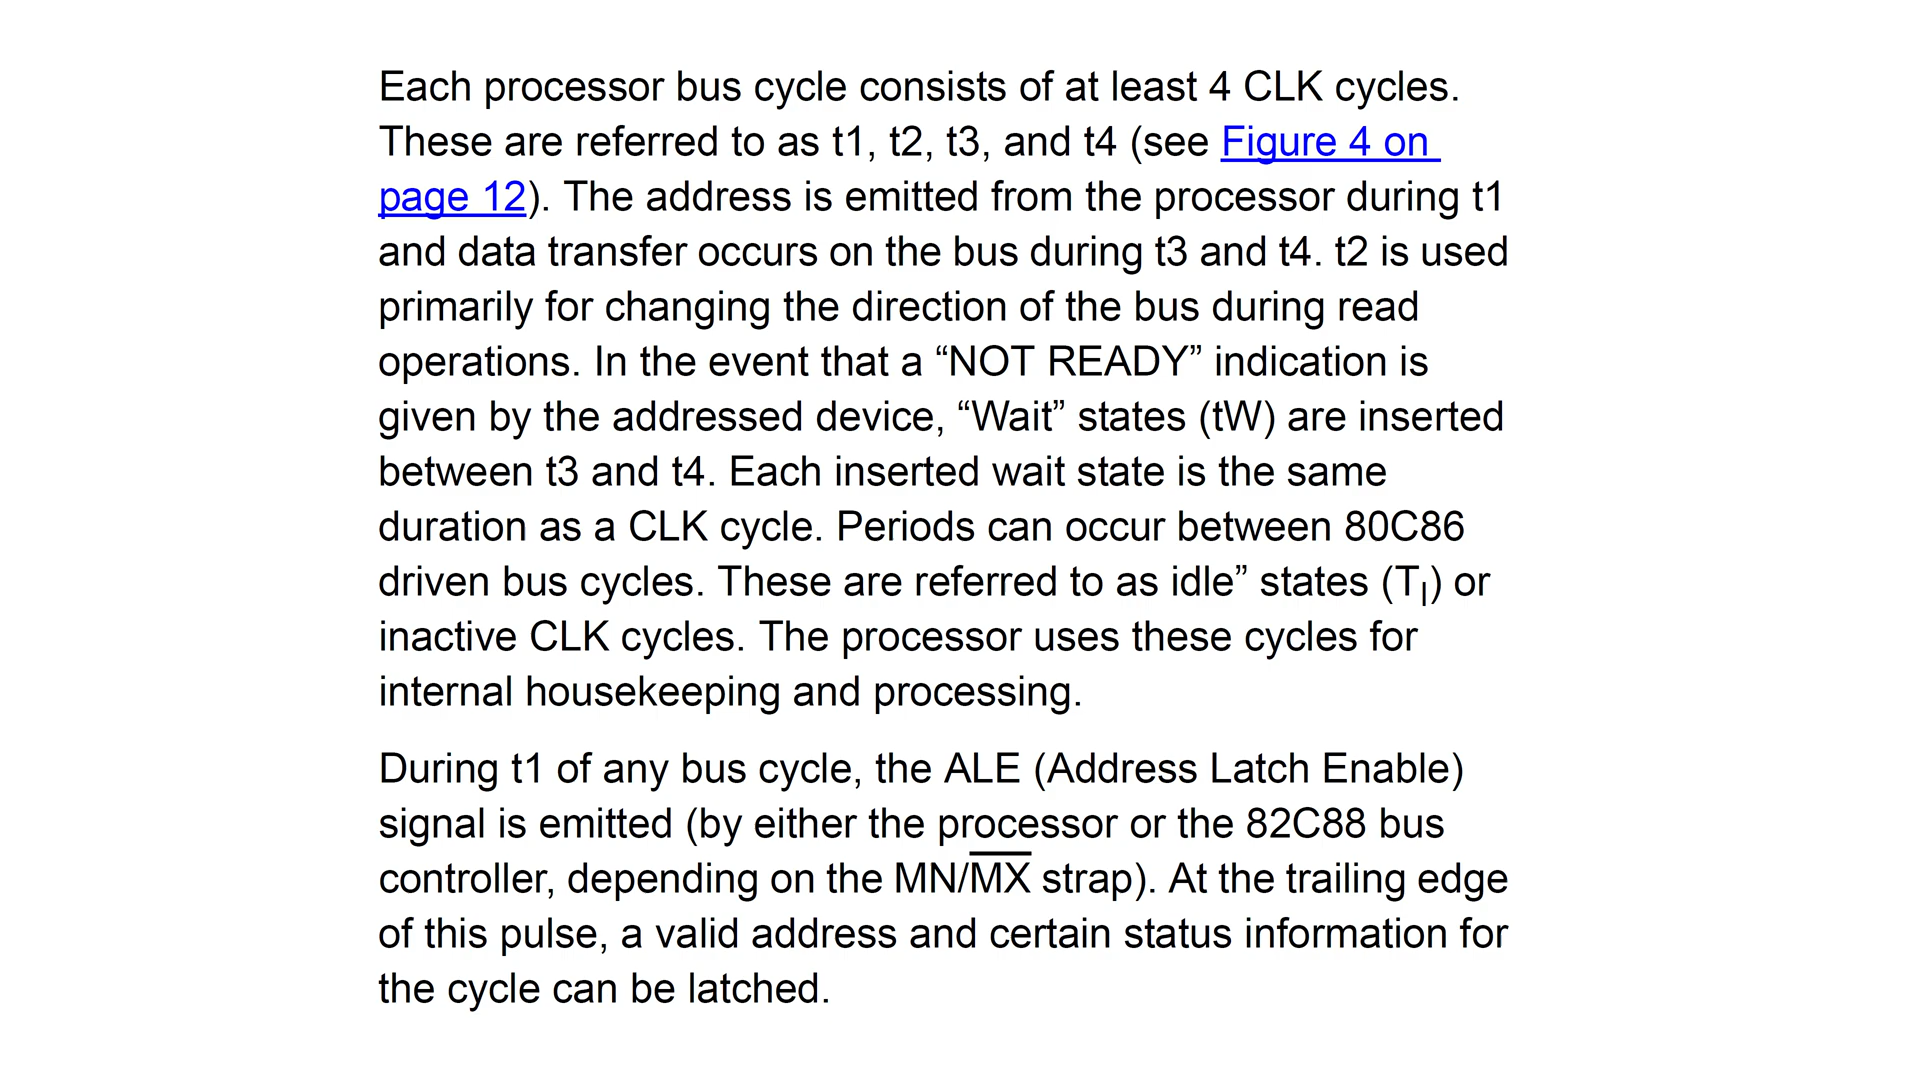 Each processor bus cycle consists of at least 4 CLK cycles.
These are referred to as t1, t2, t3, and t4 (see Figure 4 on
page 12). The address is emitted from the processor during t1
and data transfer occurs on the bus during t3 and t4. t2 is used
primarily for changing the direction of the bus during read
operations. In the event that a “NOT READY” indication is
given by the addressed device, “Wait” states (tW) are inserted
between t3 and t4. Each inserted wait state is the same
duration as a CLK cycle. Periods can occur between 80C86
driven bus cycles. These are referred to as idle” states (T_I) or
inactive CLK cycles. The processor uses these cycles for
internal housekeeping and processing.
During t1 of any bus cycle, the ALE (Address Latch Enable)
signal is emitted (by either the processor or the 82C88 bus
controller, depending on the MN/M̅X̅ strap). At the trailing edge
of this pulse, a valid address and certain status information for
the cycle can be latched.